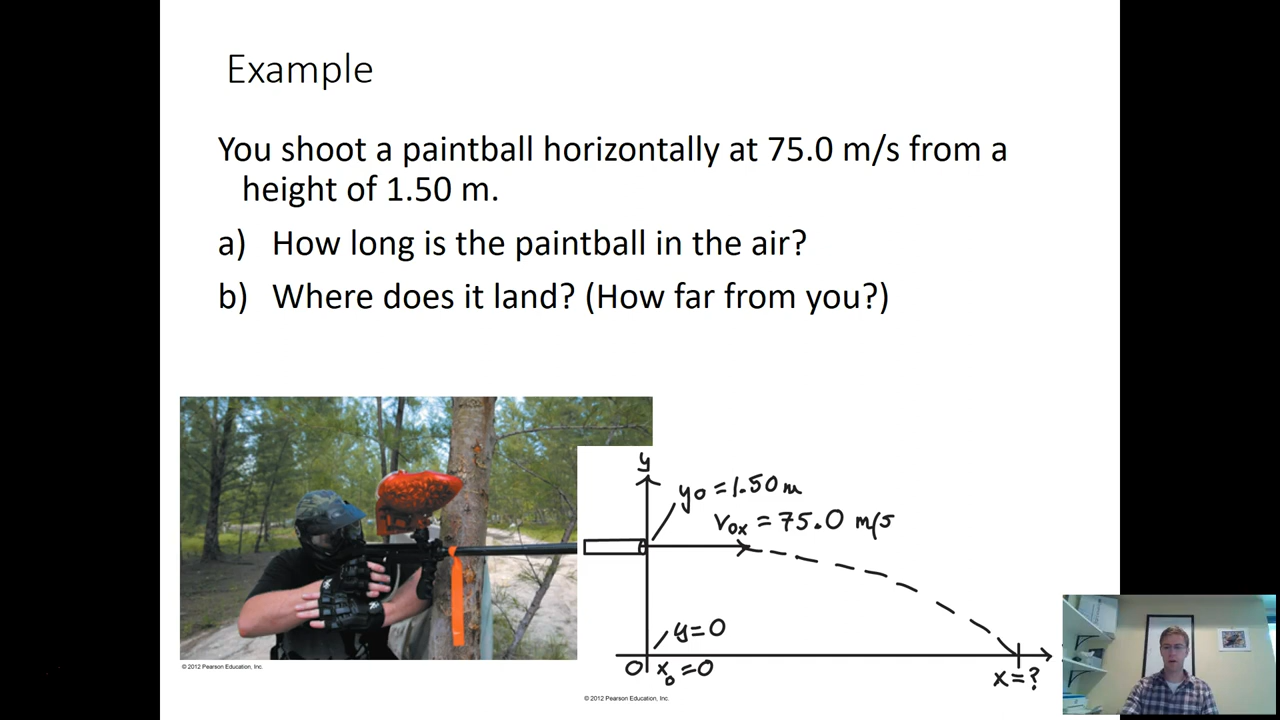 Example
You shoot a paintball horizontally at 75.0 m/s from a
height of 1.50 m.
a) How long is the paintball in the air?
b) Where does it land? (How far from you?)
y
y0 = 1.50 m
v0x = 75.0 m/s
y = 0
0 x0 = 0
x = ?
© 2012 Pearson Education, Inc.
© 2012 Pearson Education, Inc.